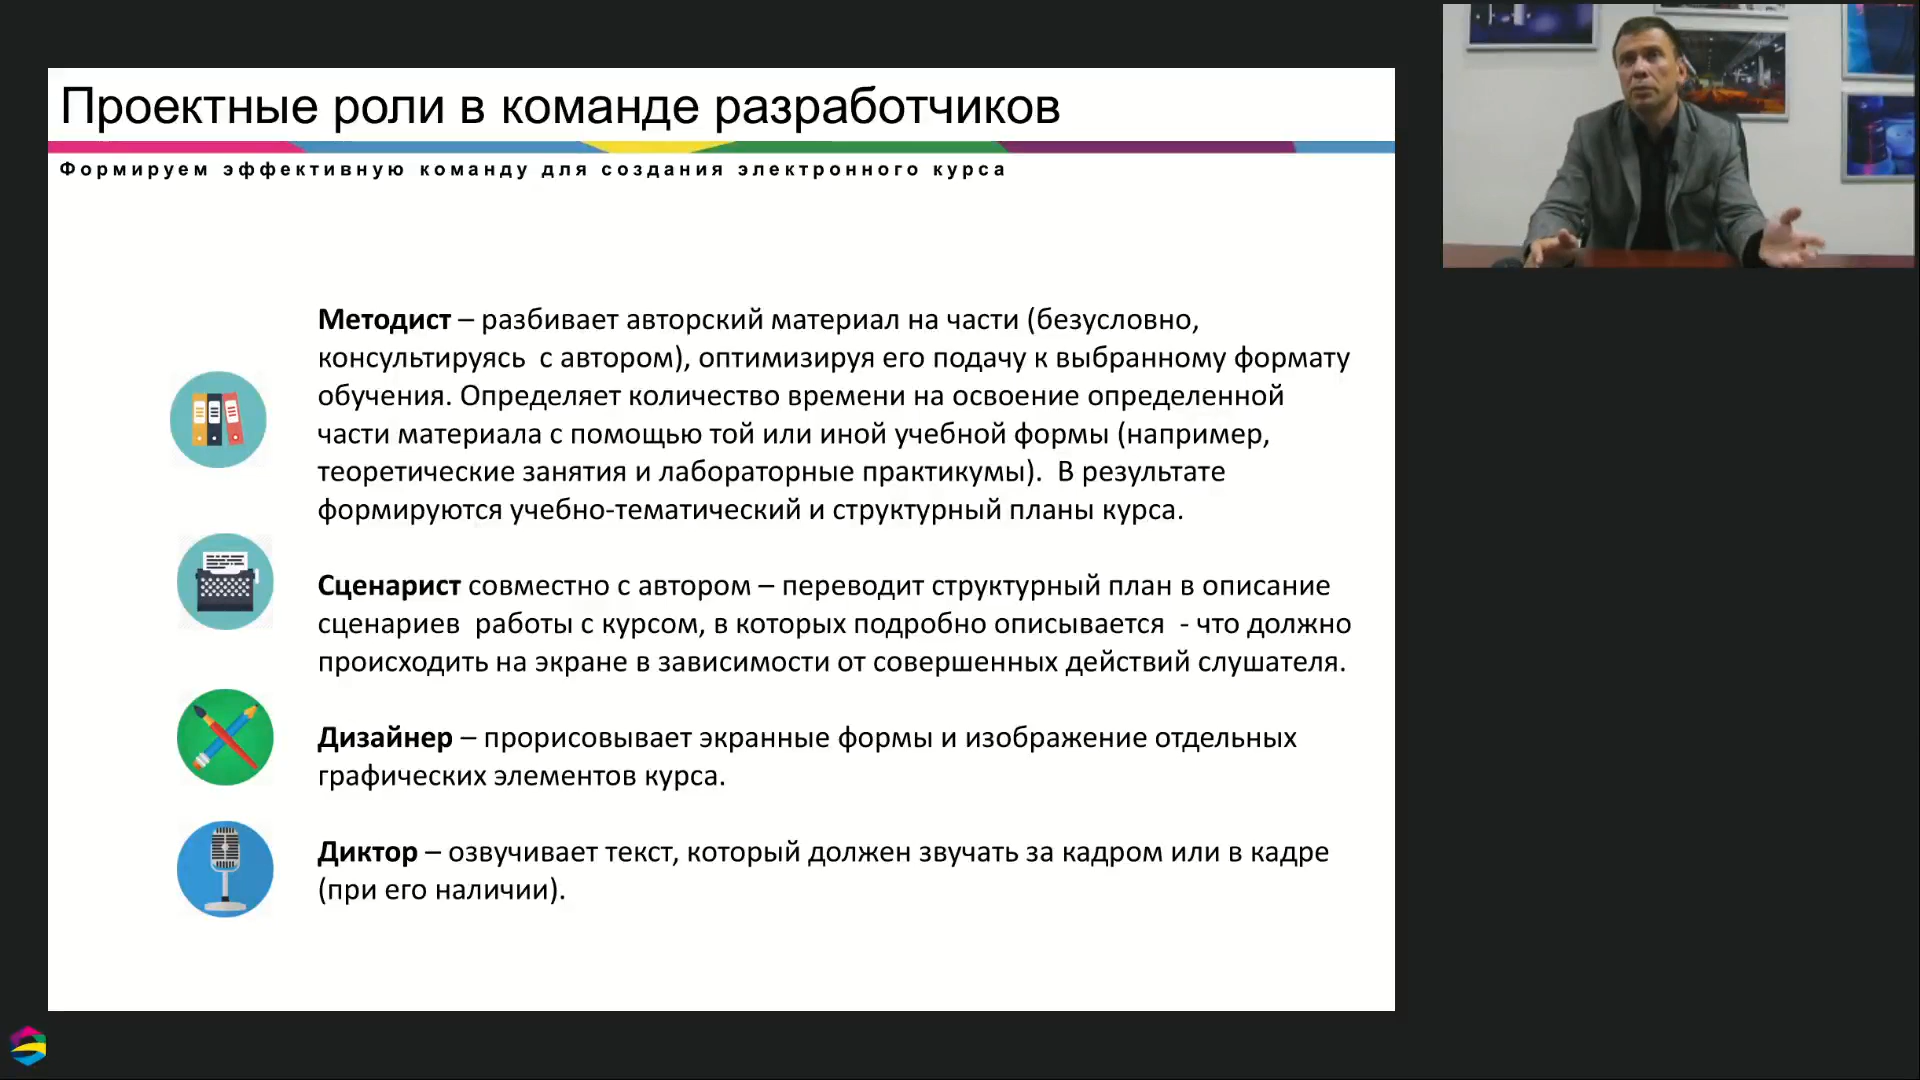 Проектные роли в команде разработчиков
Формируем эффективную команду для создания электронного курса
Методист – разбивает авторский материал на части (безусловно,
консультируясь  с автором), оптимизируя его подачу к выбранному формату
обучения. Определяет количество времени на освоение определенной
части материала с помощью той или иной учебной формы (например,
теоретические занятия и лабораторные практикумы).  В результате
формируются учебно-тематический и структурный планы курса.
Сценарист совместно с автором – переводит структурный план в описание
сценариев  работы с курсом, в которых подробно описывается  - что должно
происходить на экране в зависимости от совершенных действий слушателя.
Дизайнер – прорисовывает экранные формы и изображение отдельных
графических элементов курса.
Диктор – озвучивает текст, который должен звучать за кадром или в кадре
(при его наличии).